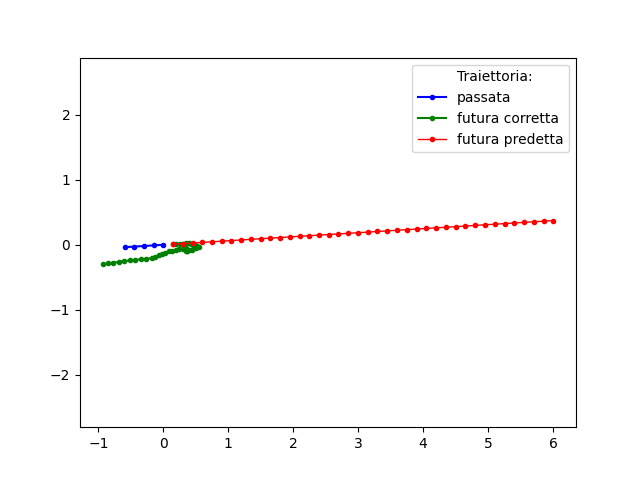 Traiettoria:
passata
futura corretta
futura predetta
2
1
0
−1
−2
−1 0 1 2 3 4 5 6